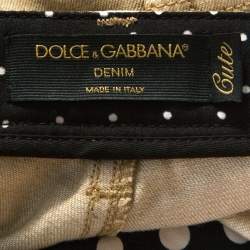 DOLCE & GABBANA®
DENIM
MADE IN ITALY
Cute